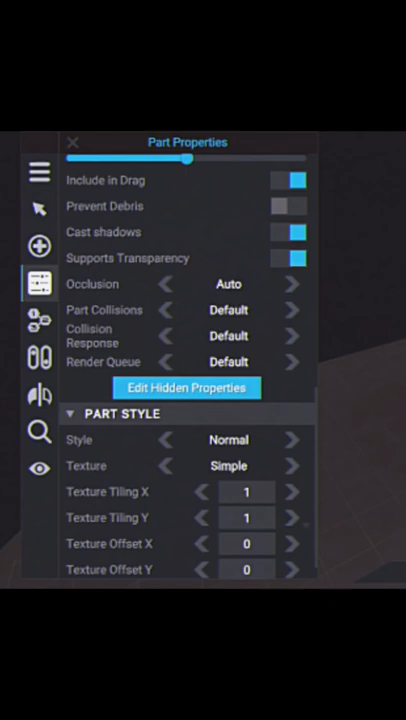 Part Properties
Include in Drag
Prevent Debris
Cast shadows
Supports Transparency
Occlusion Auto
Part Collisions Default
Collision Response Default
Render Queue Default
Edit Hidden Properties
PART STYLE
Style Normal
Texture Simple
Texture Tiling X 1
Texture Tiling Y 1
Texture Offset X 0
Texture Offset Y 0